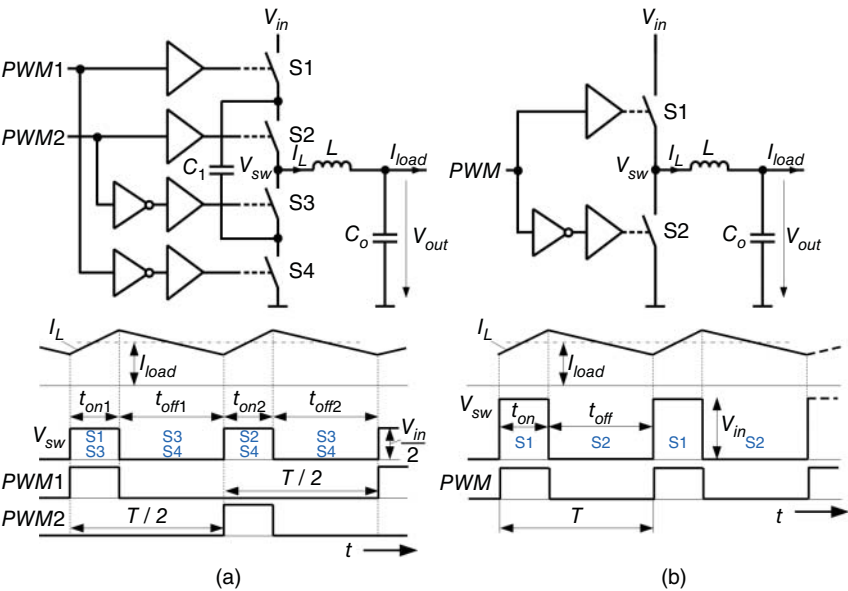 V_in
PWM1
S1
PWM2
S2
C_1
V_sw
I_L
L
I_load
S3
C_o
V_out
S4
I_L
I_load
t_on1
t_off1
t_on2
t_off2
V_sw
S1
S3
S3
S4
S2
S4
S3
S4
V_in
2
PWM1
T / 2
PWM2
T / 2
t
(a)
V_in
S1
PWM
V_sw
I_L
L
I_load
S2
C_o
V_out
I_L
I_load
V_sw
t_on
t_off
V_in
S1
S2
S1
S2
PWM
T
t
(b)